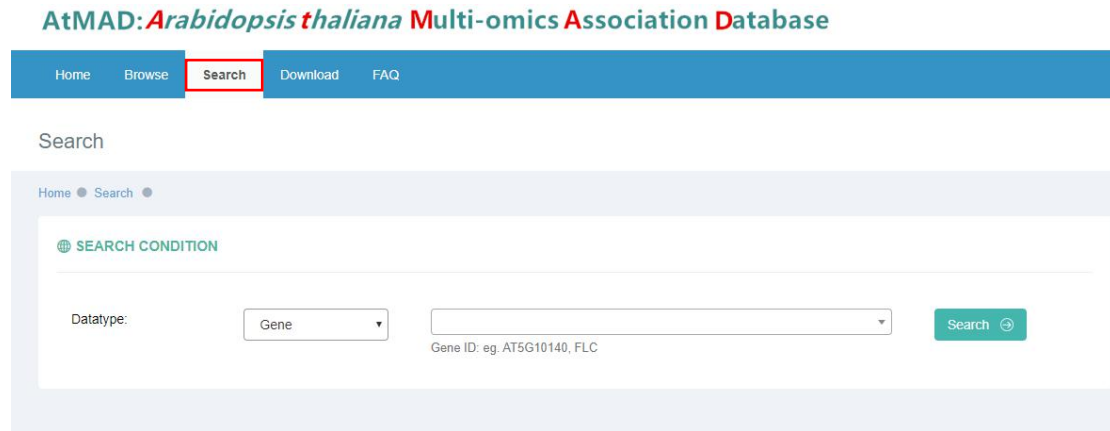 AtMAD: Arabidopsis thaliana Multi-omics Association Database
Home Browse Search Download FAQ
Search
Home Search
SEARCH CONDITION
Datatype: Gene Search
Gene ID: eg. AT5G10140, FLC